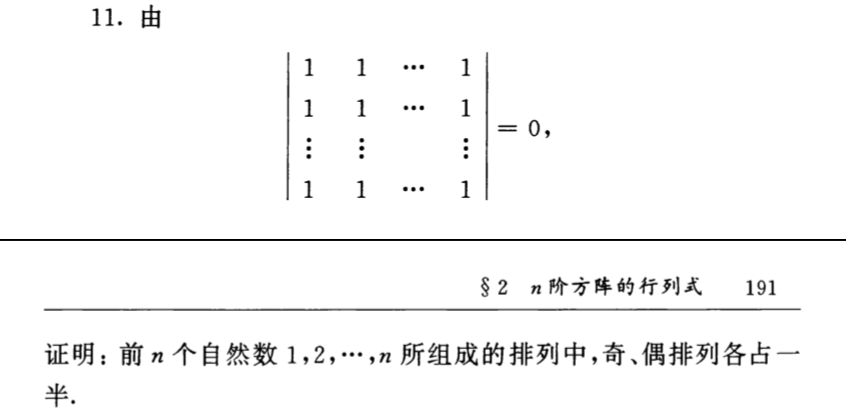 11. 由
1 1 ⋯ 1
1 1 ⋯ 1
⋮ ⋮ ⋮
1 1 ⋯ 1
= 0,
§2 n阶方阵的行列式 191
证明: 前 n 个自然数 1,2,⋯,n 所组成的排列中,奇、偶排列各占一
半.